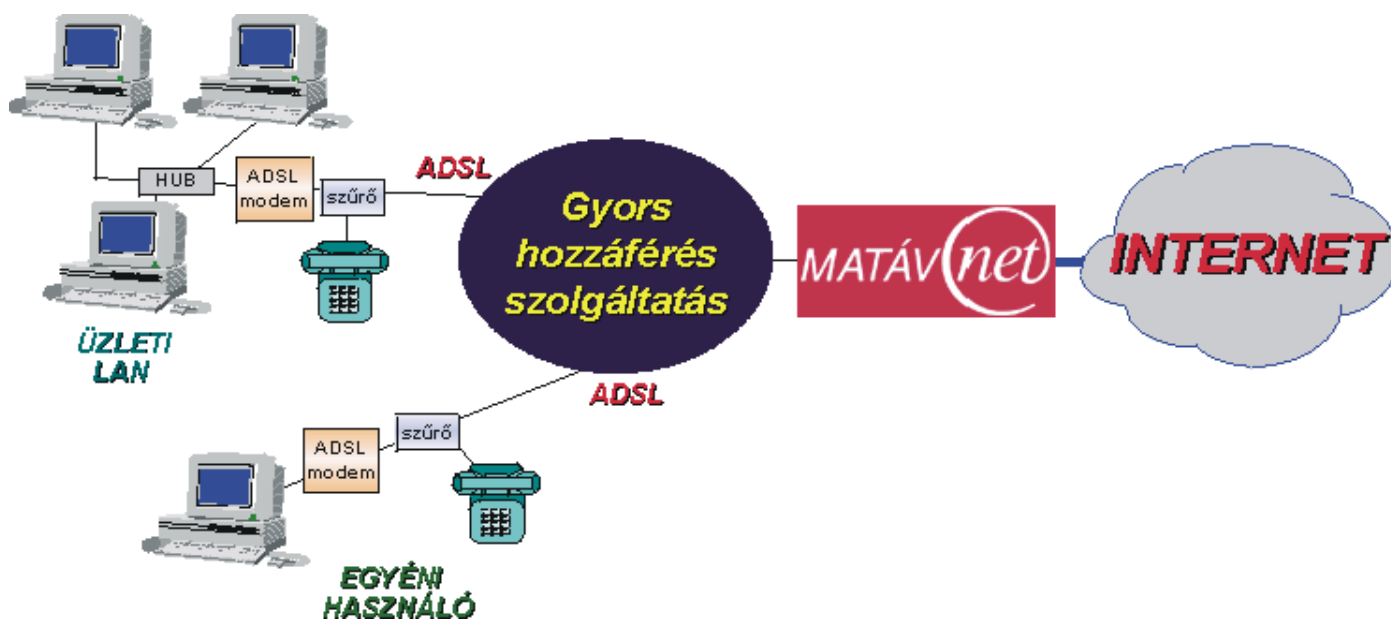 HUB
ADSL
modem
szűrő
ADSL
ÜZLETI
LAN
Gyors
hozzáférés
szolgáltatás
MATÁV net
INTERNET
ADSL
szűrő
ADSL
modem
EGYÉNI
HASZNÁLÓ